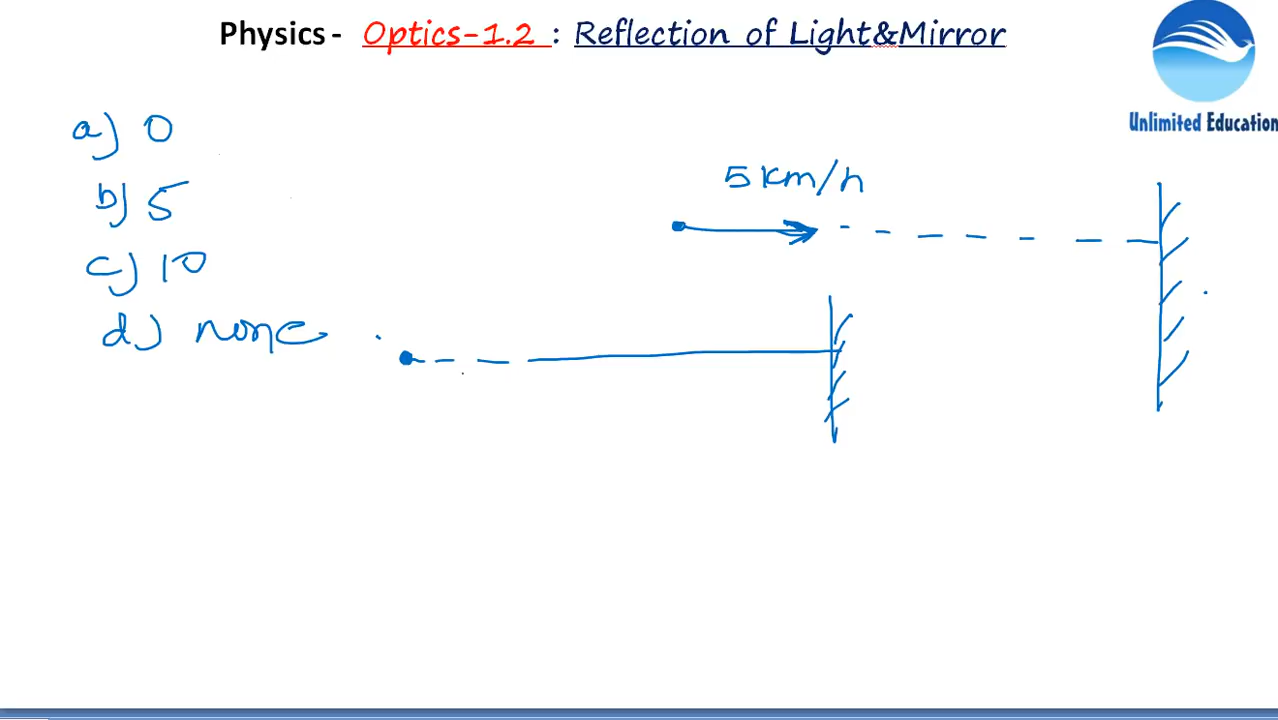 Physics - Optics-1.2 : Reflection of Light&Mirror
Unlimited Education
a) 0
b) 5
c) 10
d) none
5 km/h